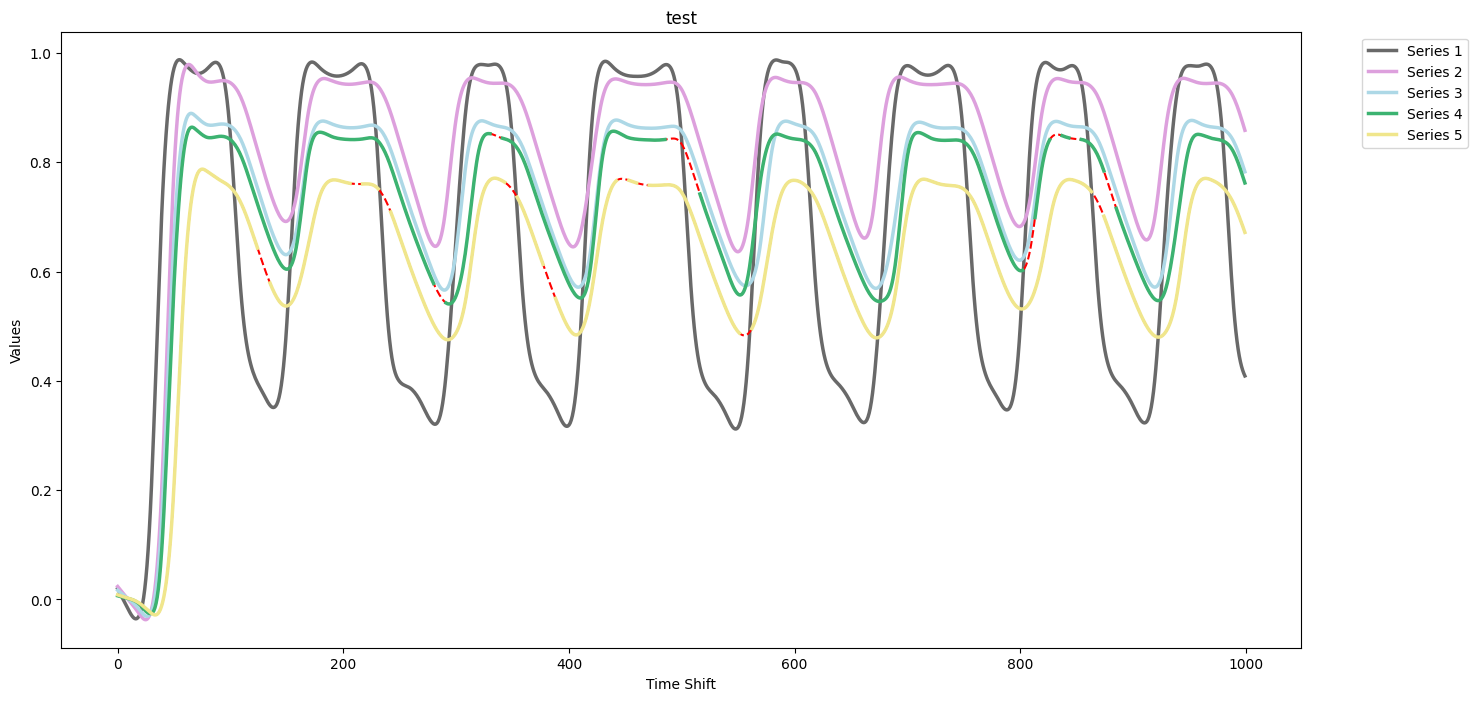 test
Series 1
Series 2
Series 3
Series 4
Series 5
1.0
0.8
0.6
0.4
0.2
0.0
Values
0 200 400 600 800 1000
Time Shift